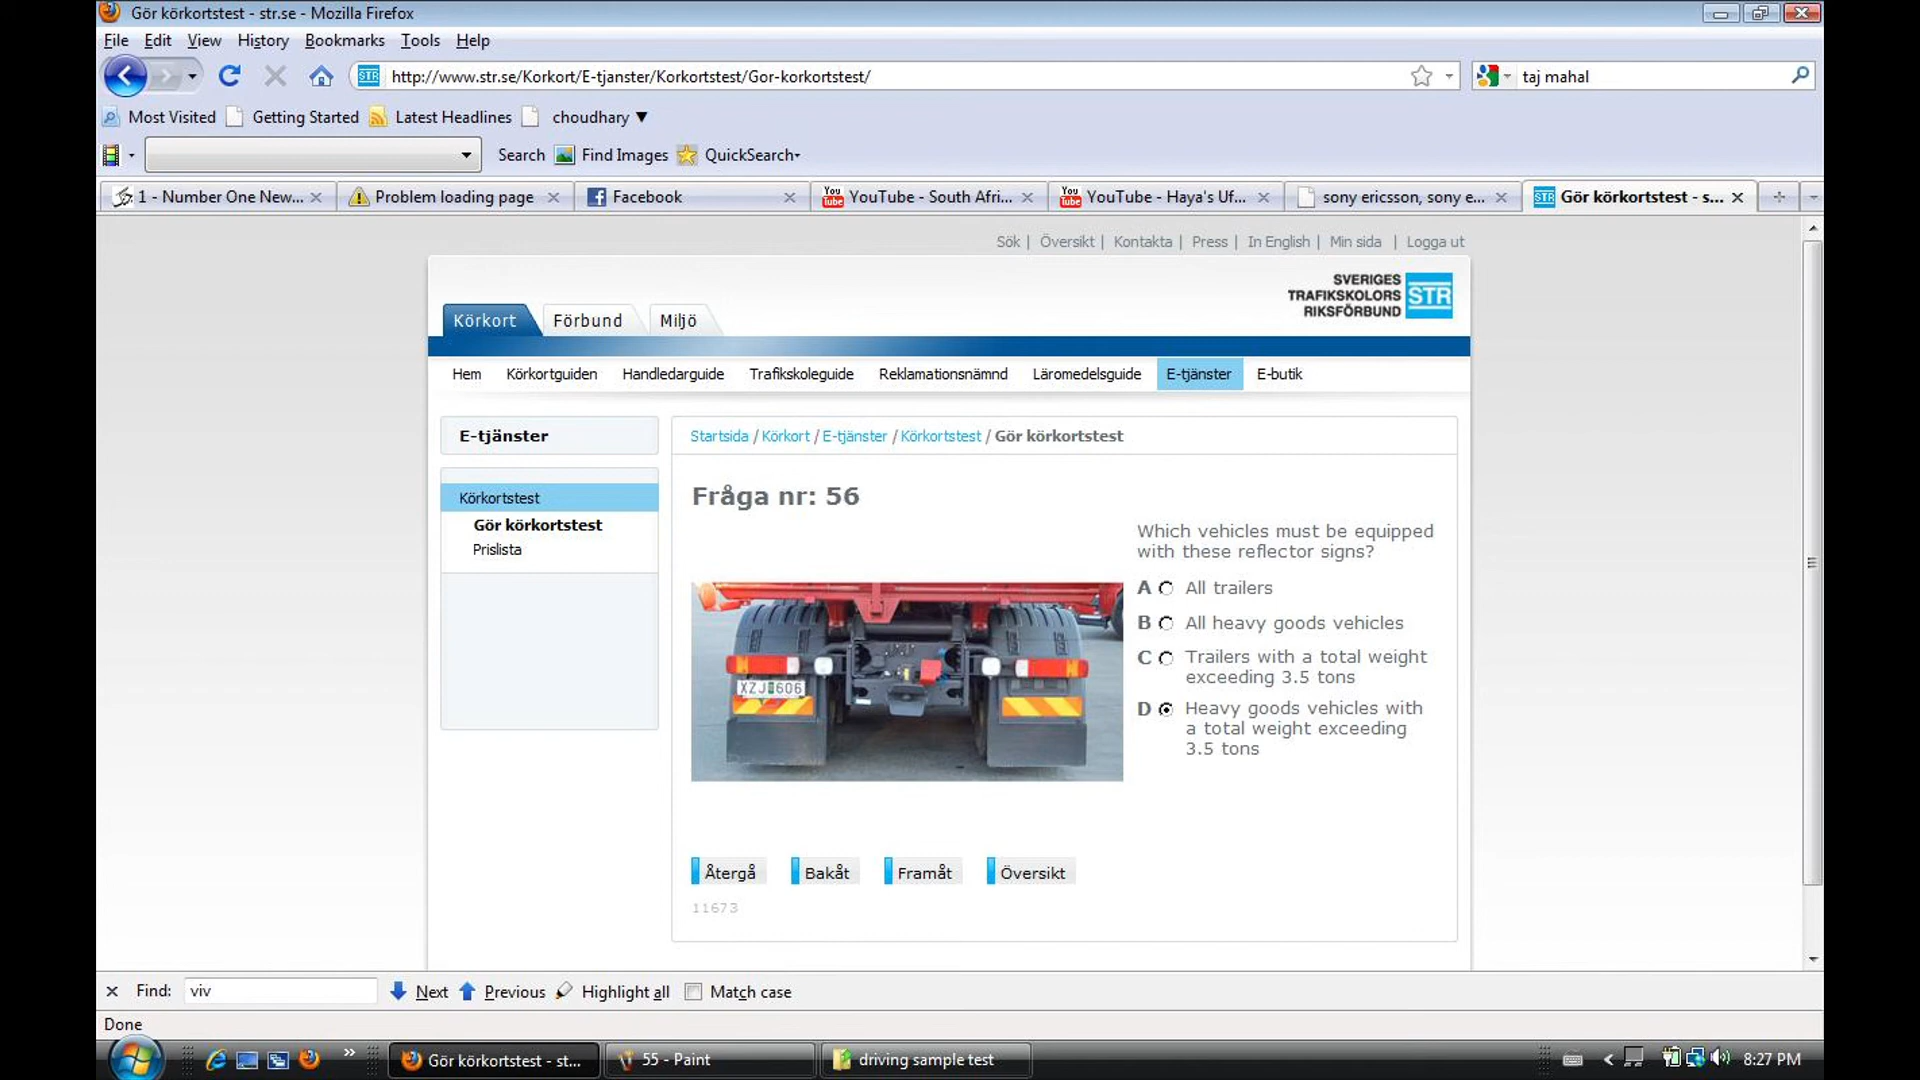 Gör körkortstest - str.se - Mozilla Firefox
File Edit View History Bookmarks Tools Help
http://www.str.se/Korkort/E-tjanster/Korkortstest/Gor-korkortstest/
taj mahal
Most Visited Getting Started Latest Headlines choudhary ▼
Search Find Images QuickSearch
1 - Number One New... Problem loading page Facebook You Tube YouTube - South Afri... You Tube YouTube - Haya's Uf... sony ericsson, sony e... STR Gör körkortstest - s...
Sök | Översikt | Kontakta | Press | In English | Min sida | Logga ut
SVERIGES
TRAFIKSKOLORS
RIKSFÖRBUND
STR
Körkort Förbund Miljö
Hem Körkortguiden Handledarguide Trafikskoleguide Reklamationsnämnd Läromedelsguide E-tjänster E-butik
E-tjänster
Körkortstest
Gör körkortstest
Prislista
Startsida / Körkort / E-tjänster / Körkortstest / Gör körkortstest
Fråga nr: 56
XZJ 606
Which vehicles must be equipped
with these reflector signs?
A All trailers
B All heavy goods vehicles
C Trailers with a total weight
exceeding 3.5 tons
D Heavy goods vehicles with
a total weight exceeding
3.5 tons
Återgå Bakåt Framåt Översikt
11673
Find: viv Next Previous Highlight all Match case
Done
Gör körkortstest - st... 55 - Paint driving sample test 8:27 PM